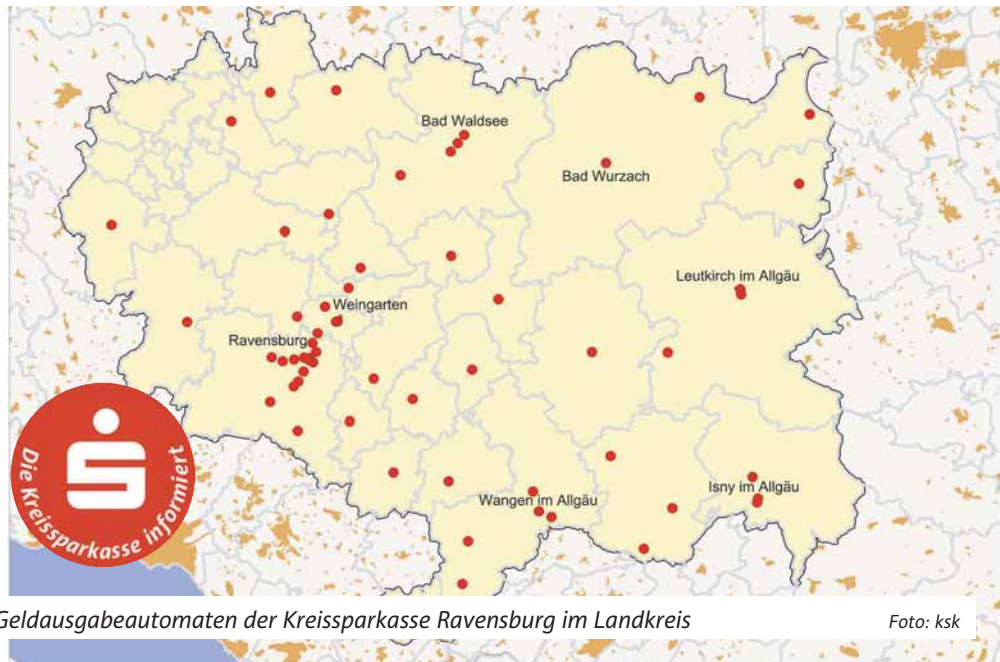 Bad Waldsee
Bad Wurzach
Leutkirch im Allgäu
Weingarten
Ravensburg
Die Kreissparkasse informiert
Wangen im Allgäu
Isny im Allgäu
Geldausgabeautomaten der Kreissparkasse Ravensburg im Landkreis
Foto: ksk